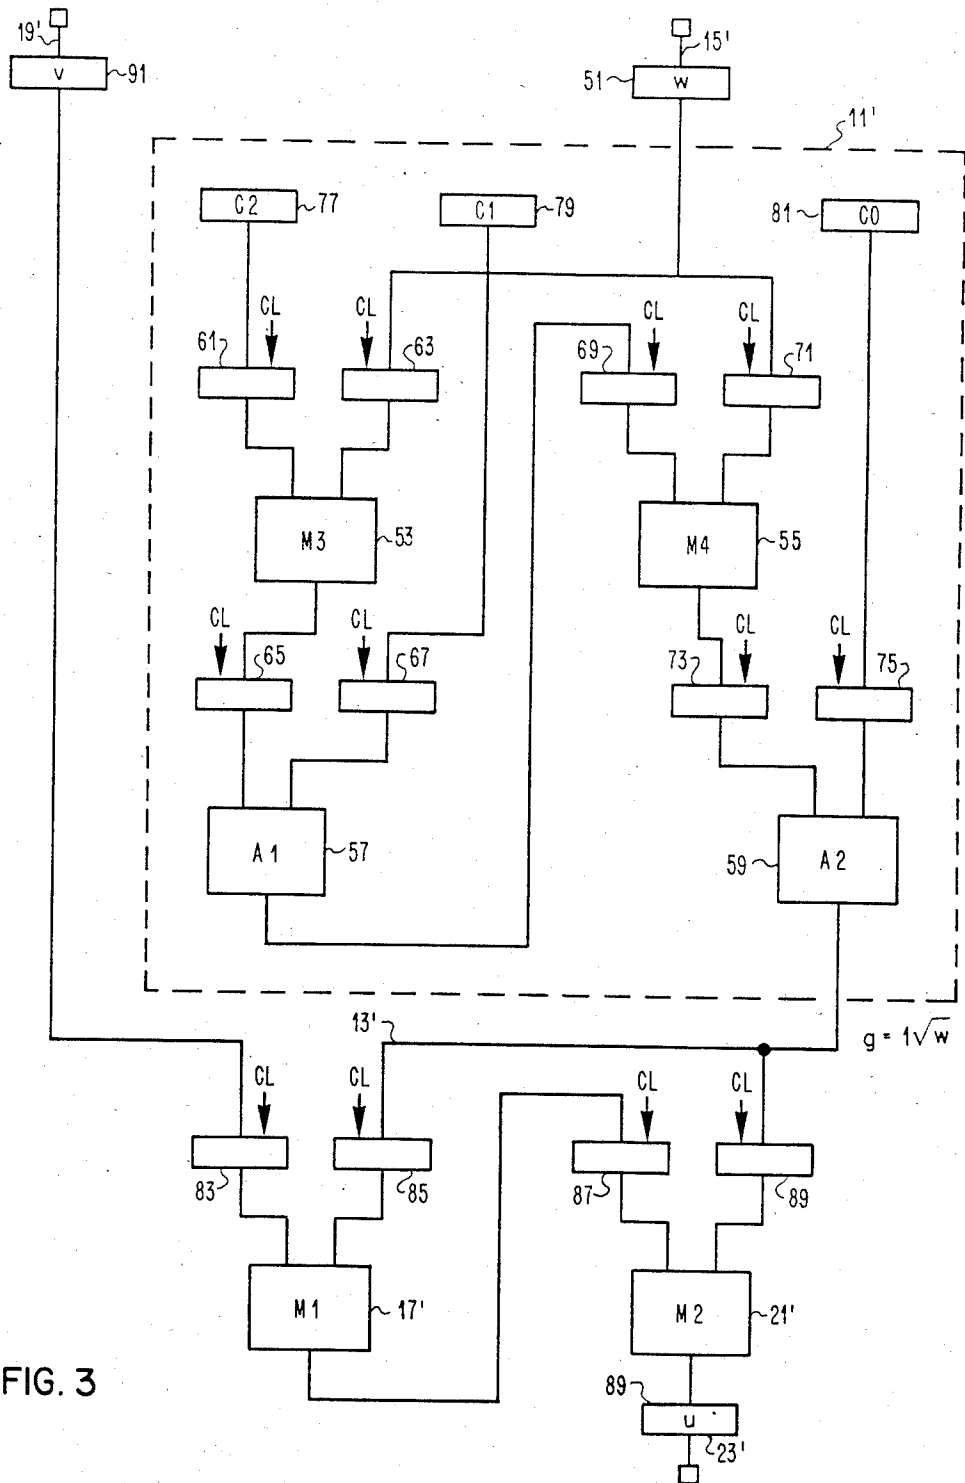 19'
15'
V
91
51
W
11'
C2
77
C1
79
81
C0
CL
CL
CL
CL
61
63
69
71
M3
53
M4
55
CL
CL
CL
CL
65
67
73
75
A1
57
59
A2
13'
g = 1√w
CL
CL
CL
CL
83
85
87
89
M1
17'
M2
21'
FIG. 3
89
U
23'